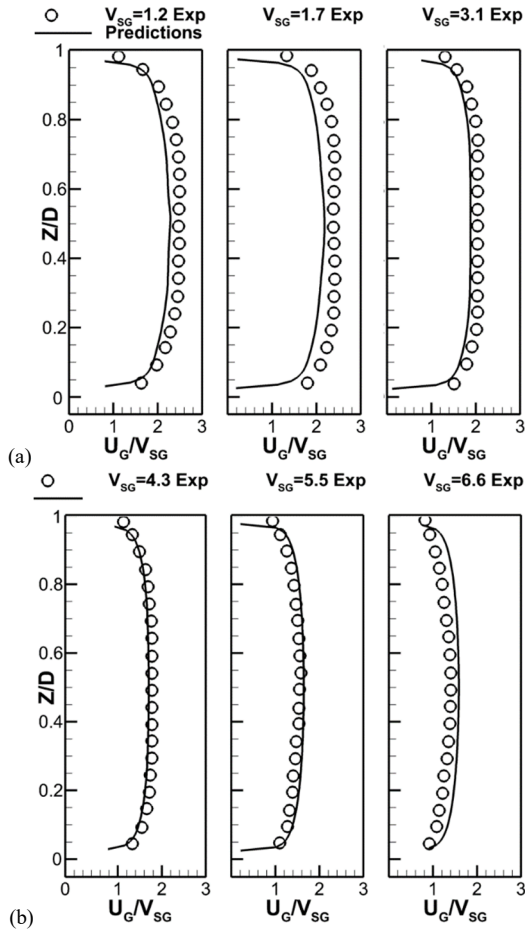 V_SG=1.2 Exp V_SG=1.7 Exp V_SG=3.1 Exp
Predictions
1
0.8
0.6
Z/D
0.4
0.2
0
0 1 2 3 1 2 3 1 2 3
U_G/V_SG U_G/V_SG U_G/V_SG
(a)
V_SG=4.3 Exp V_SG=5.5 Exp V_SG=6.6 Exp
1
0.8
0.6
Z/D
0.4
0.2
0
0 1 2 3 1 2 3 1 2 3
U_G/V_SG U_G/V_SG U_G/V_SG
(b)